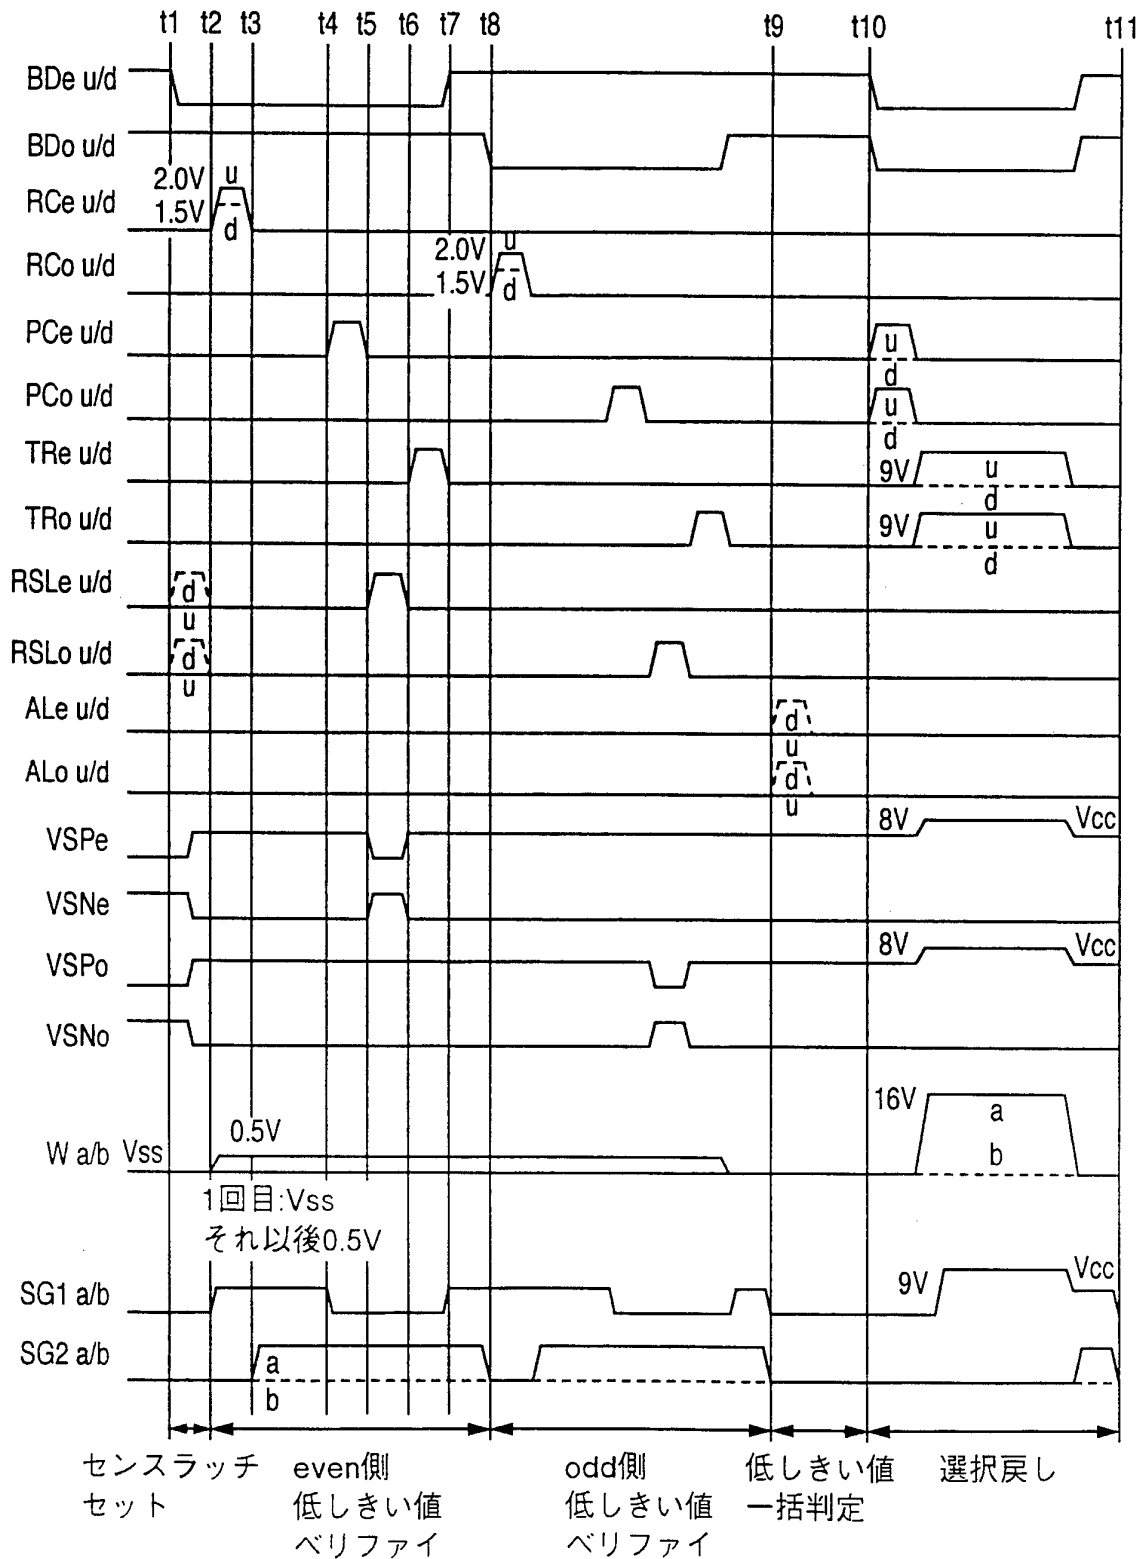 t1 t2 t3 t4 t5 t6 t7 t8 t9 t10 t11
BDe u/d
BDo u/d
2.0V u
RCe u/d 1.5V d
2.0V u
RCo u/d 1.5V d
PCe u/d u
d
PCo u/d u
d
TRe u/d 9V u
d
TRo u/d 9V u
d
RSLe u/d d
u
RSLo u/d d
u
ALe u/d d
u
ALo u/d d
u
VSPe 8V Vcc
VSNe
VSPo 8V Vcc
VSNo
16V a
0.5V
W a/b Vss b
1回目:Vss
それ以後0.5V
SG1 a/b 9V Vcc
SG2 a/b a
b
センスラッチ even側 odd側 低しきい値 選択戻し
セット 低しきい値 低しきい値 一括判定
ベリファイ ベリファイ